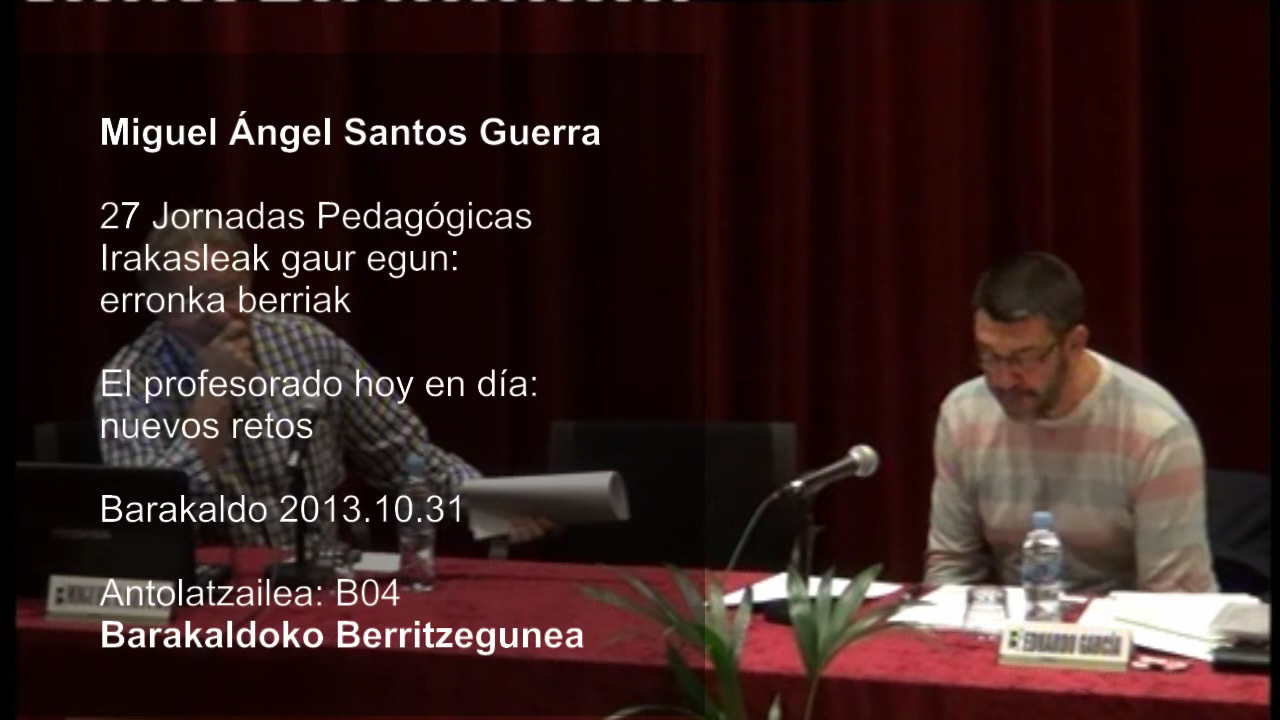 Miguel Ángel Santos Guerra
27 Jornadas Pedagógicas
Irakasleak gaur egun:
erronka berriak
El profesorado hoy en día:
nuevos retos
Barakaldo 2013.10.31
Antolatzailea: B04
Barakaldoko Berritzegunea
EDUARDO GARCÍA